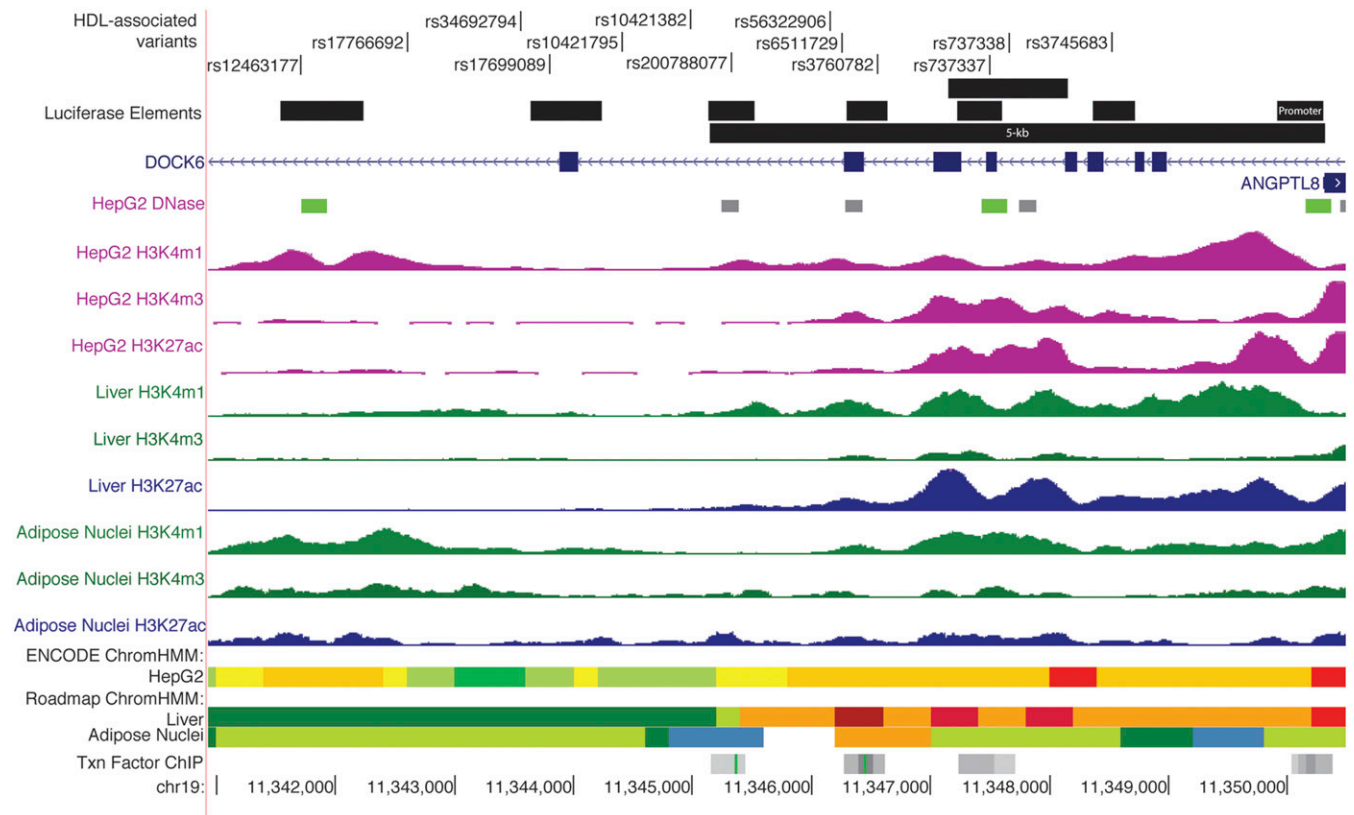 HDL-associated
variants
rs34692794
rs10421382
rs56322906
rs17766692
rs10421795
rs6511729
rs737338
rs3745683
rs12463177
rs17699089
rs200788077
rs3760782
rs737337
Luciferase Elements
Promoter
5-kb
DOCK6
ANGPTL8
HepG2 DNase
HepG2 H3K4m1
HepG2 H3K4m3
HepG2 H3K27ac
Liver H3K4m1
Liver H3K4m3
Liver H3K27ac
Adipose Nuclei H3K4m1
Adipose Nuclei H3K4m3
Adipose Nuclei H3K27ac
ENCODE ChromHMM:
HepG2
Roadmap ChromHMM:
Liver
Adipose Nuclei
Txn Factor ChIP
chr19: 11,342,000 11,343,000 11,344,000 11,345,000 11,346,000 11,347,000 11,348,000 11,349,000 11,350,000